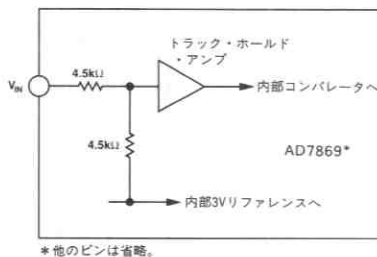 トラック・ホールド
・アンプ
VIN
4.5kΩ
内部コンパレータへ
4.5kΩ
AD7869*
内部3Vリファレンスへ
*他のピンは省略。